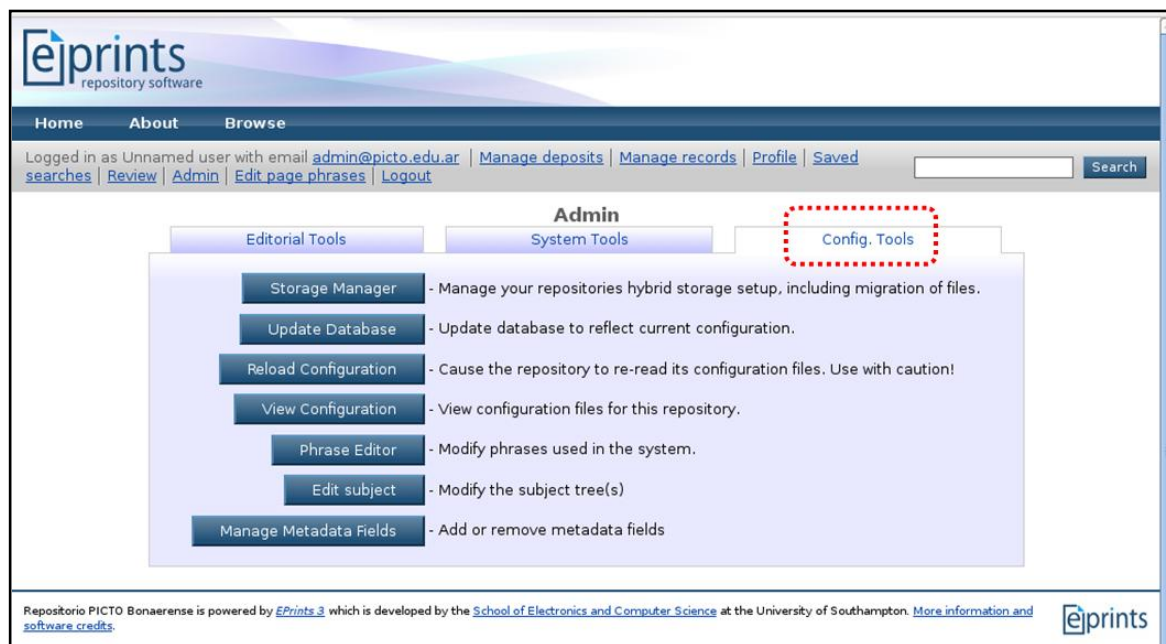 eprints
repository software
Home About Browse
Logged in as Unnamed user with email admin@picto.edu.ar | Manage deposits | Manage records | Profile | Saved
searches | Review | Admin | Edit page phrases | Logout
Search
Admin
Editorial Tools System Tools Config. Tools
Storage Manager - Manage your repositories hybrid storage setup, including migration of files.
Update Database - Update database to reflect current configuration.
Reload Configuration - Cause the repository to re-read its configuration files. Use with caution!
View Configuration - View configuration files for this repository.
Phrase Editor - Modify phrases used in the system.
Edit subject - Modify the subject tree(s)
Manage Metadata Fields - Add or remove metadata fields
Repositorio PICTO Bonaerense is powered by EPrints 3 which is developed by the School of Electronics and Computer Science at the University of Southampton. More information and
software credits.
eprints